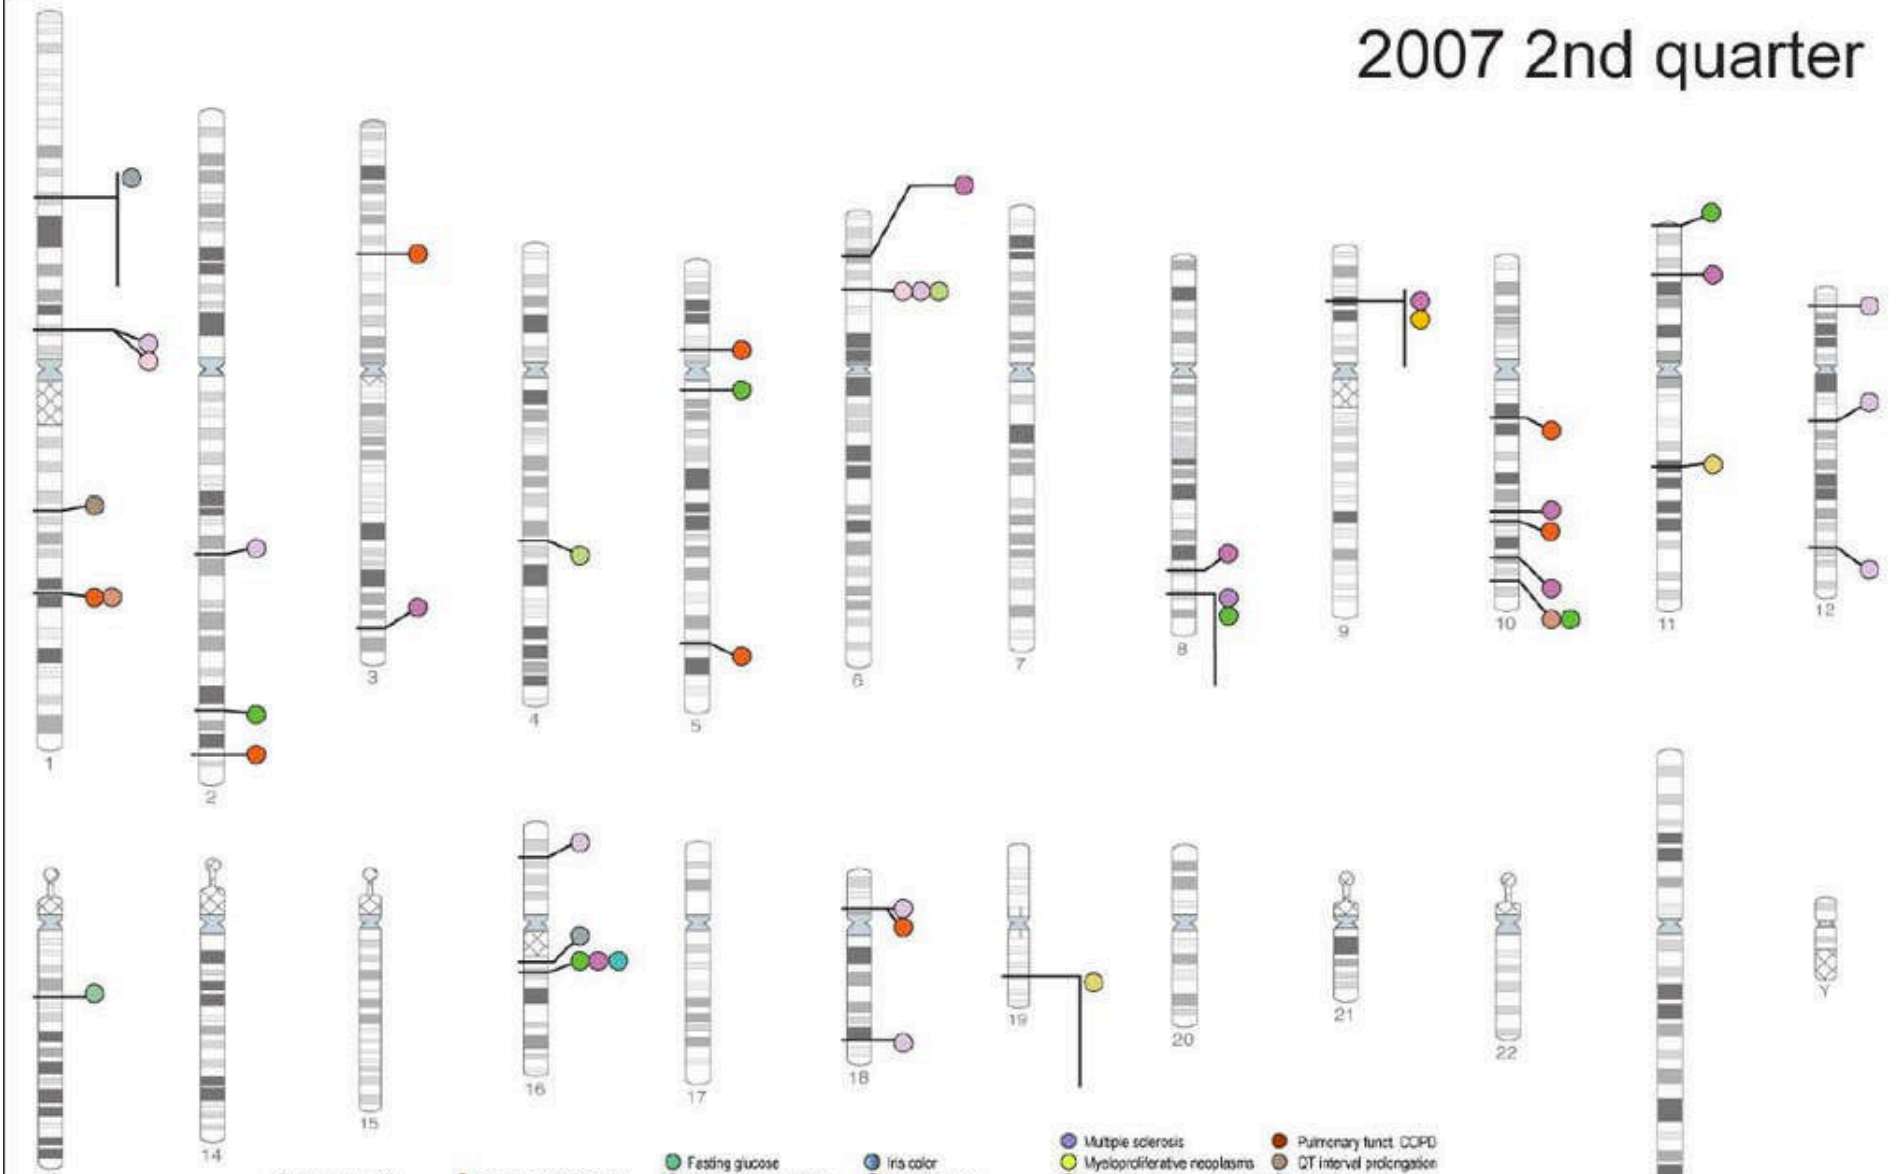 2007 2nd quarter
1
2
3
4
5
6
7
8
9
10
11
12
14
15
16
17
18
19
20
21
22
Y
Multiple sclerosis
Pulmonary funct. COPD
Fasting glucose
Iris color
Myeloproliferative neoplasms
QT interval prolongation